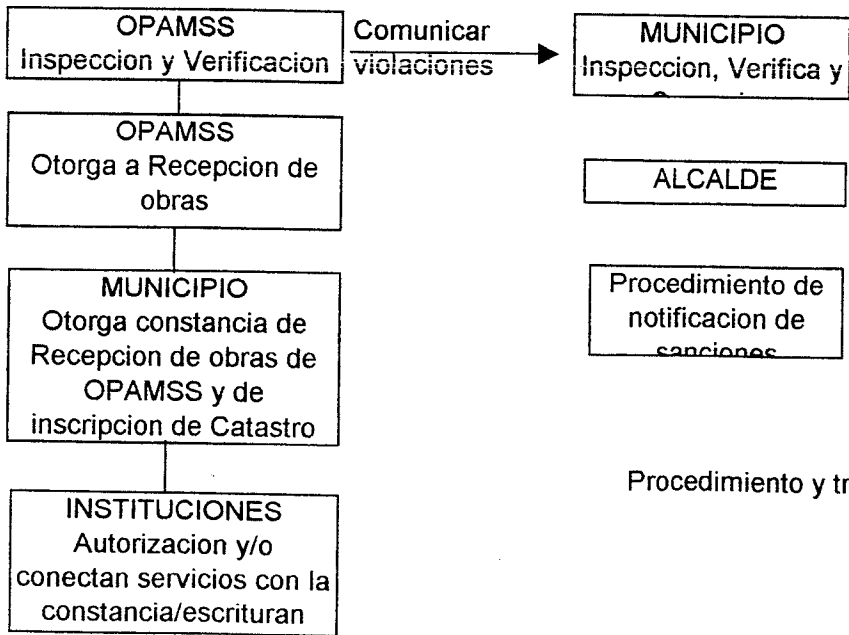 OPAMSS
Inspeccion y Verificacion
Comunicar
violaciones
MUNICIPIO
Inspeccion, Verifica y
OPAMSS
Otorga a Recepcion de
obras
ALCALDE
MUNICIPIO
Otorga constancia de
Recepcion de obras de
OPAMSS y de
inscripcion de Catastro
Procedimiento de
notificacion de
sanciones
Procedimiento y tr
INSTITUCIONES
Autorizacion y/o
conectan servicios con la
constancia/escrituran